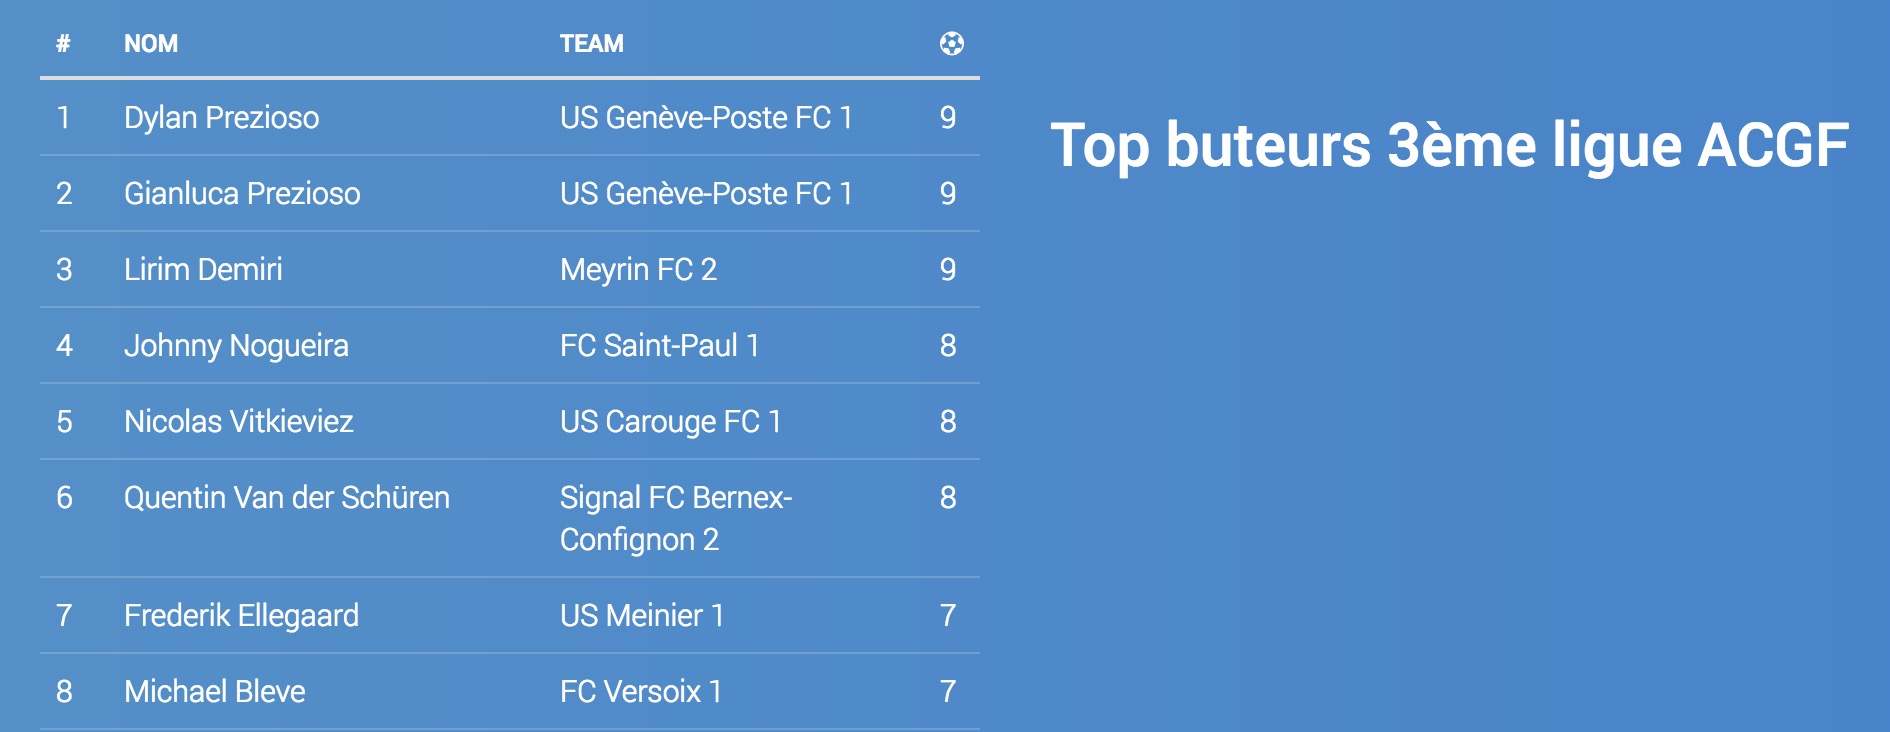 # NOM TEAM
1 Dylan Prezioso US Genève-Poste FC 1 9
2 Gianluca Prezioso US Genève-Poste FC 1 9
3 Lirim Demiri Meyrin FC 2 9
4 Johnny Nogueira FC Saint-Paul 1 8
5 Nicolas Vitkieviez US Carouge FC 1 8
6 Quentin Van der Schüren Signal FC Bernex- 8
Confignon 2
7 Frederik Ellegaard US Meinier 1 7
8 Michael Bleve FC Versoix 1 7
Top buteurs 3ème ligue ACGF